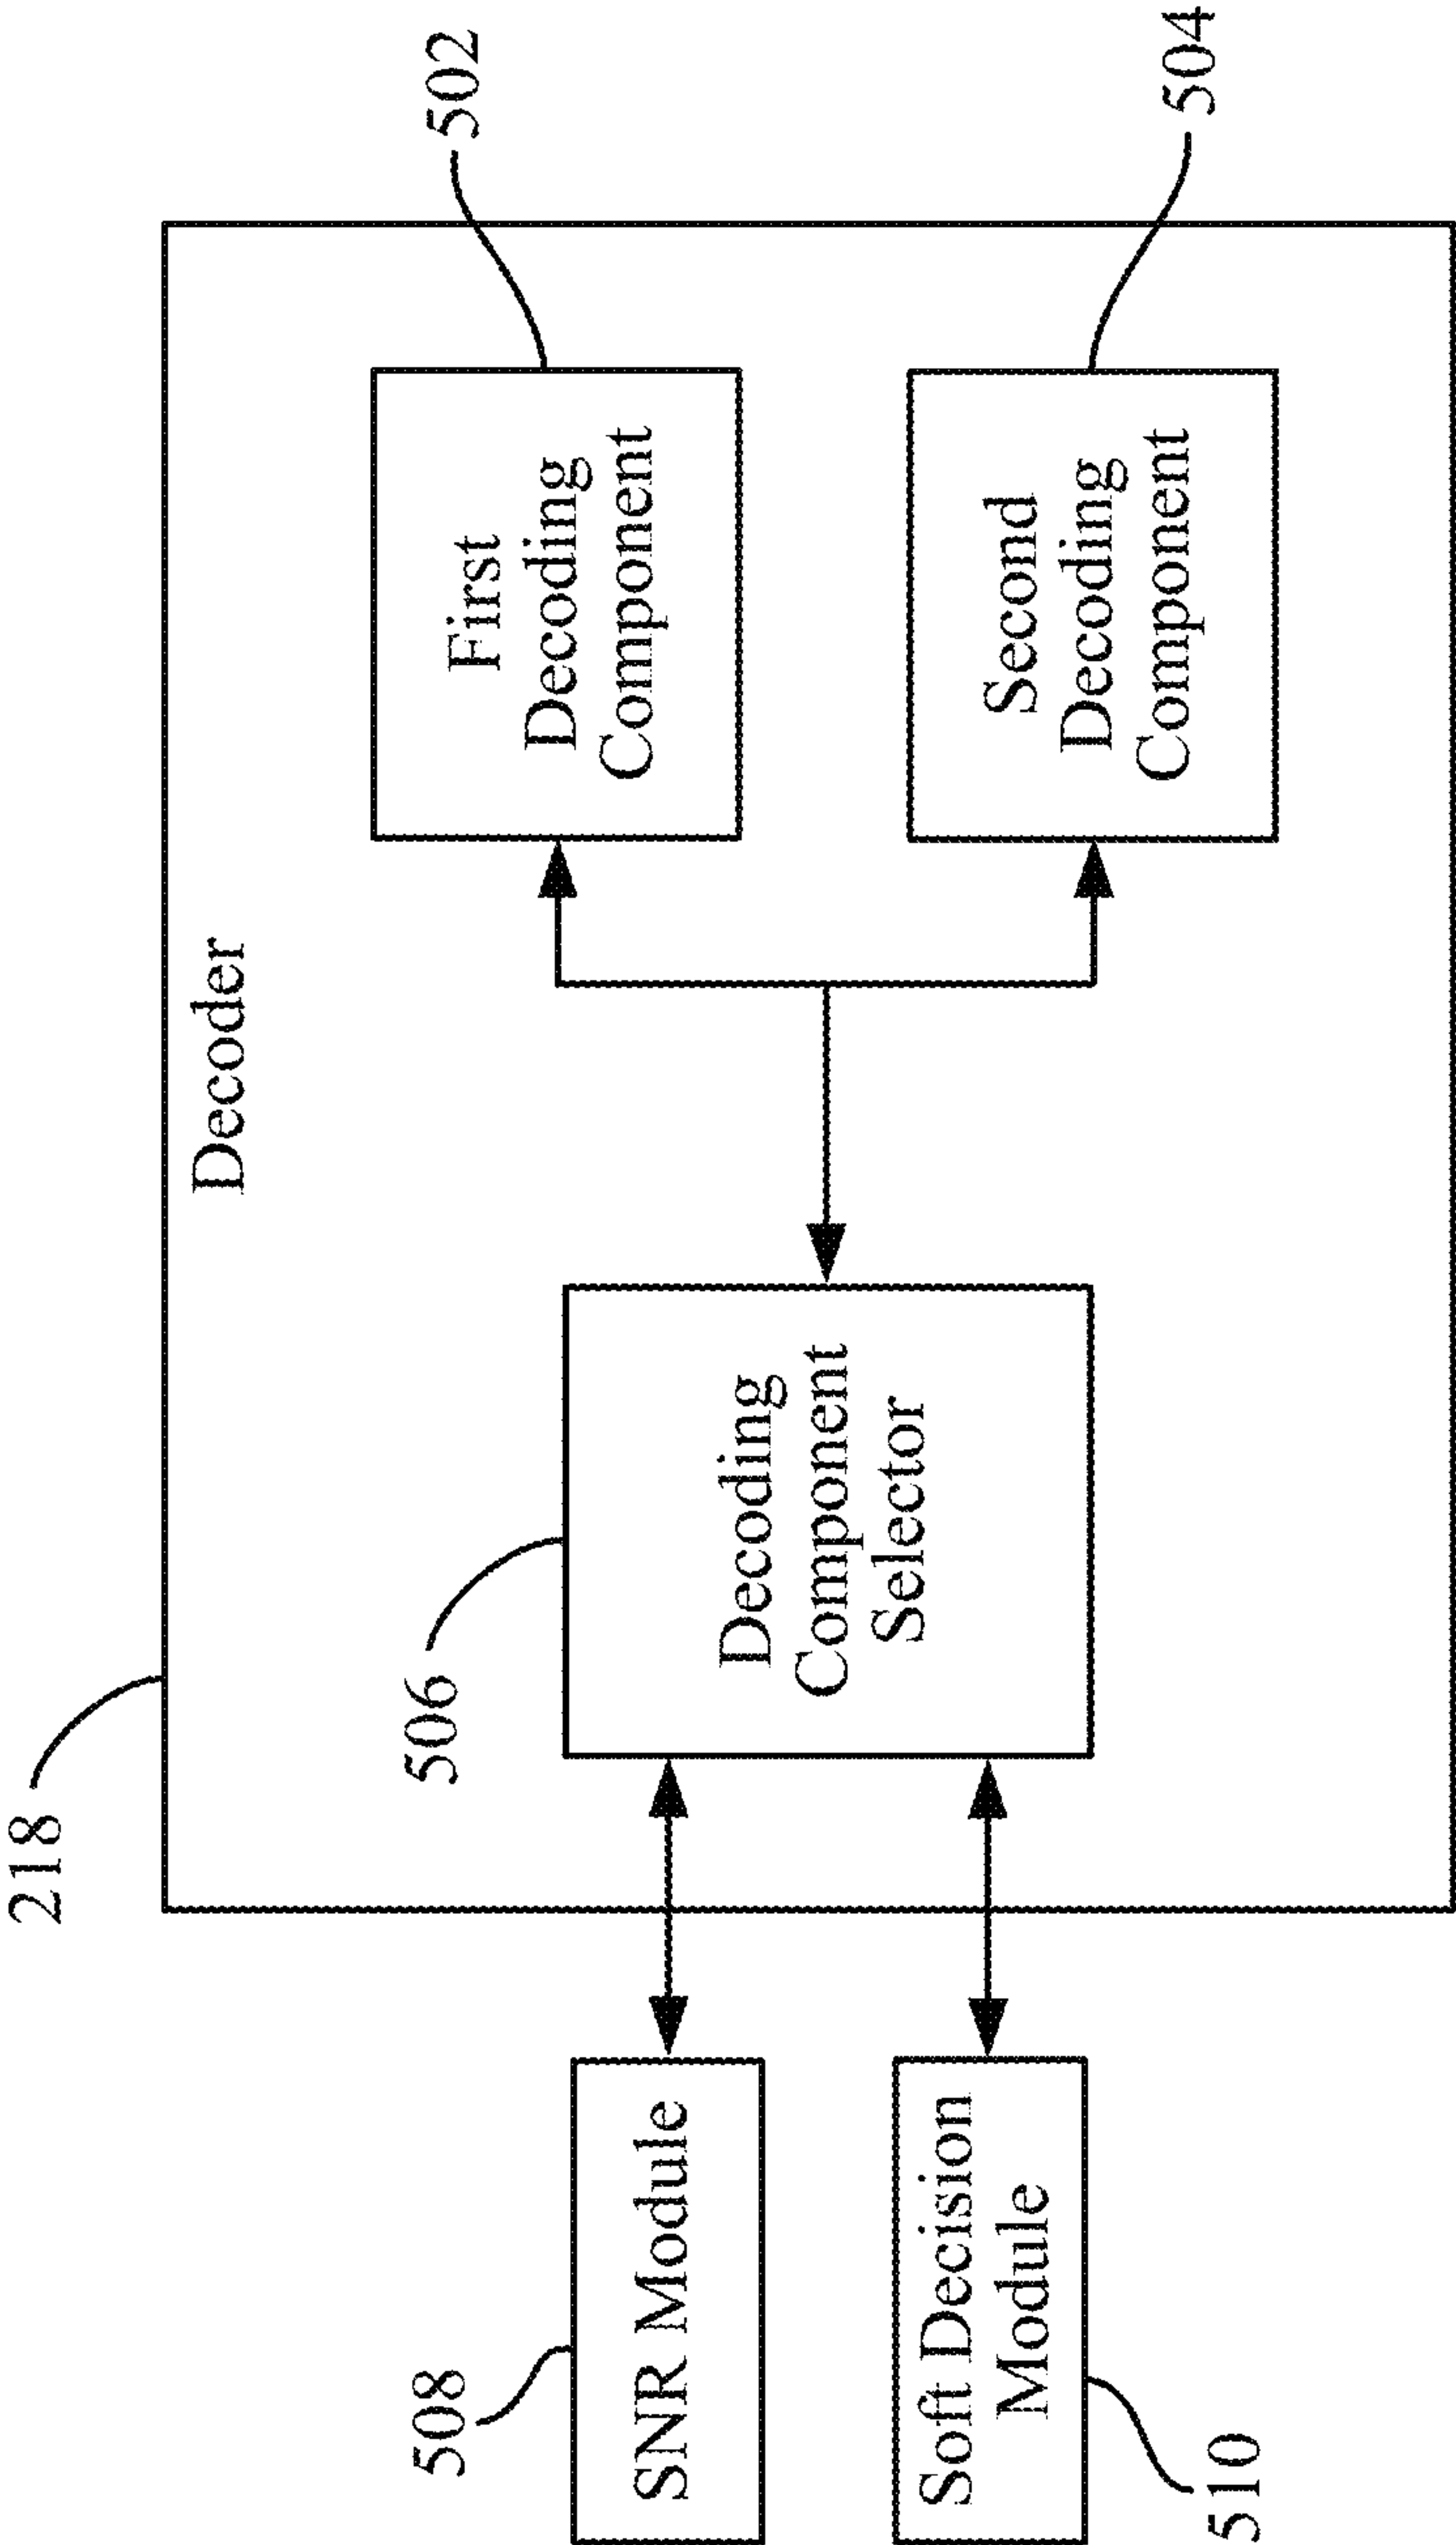 218
Decoder
508
SNR Module
506
Decoding
Component
Selector
First
Decoding
Component
502
Soft Decision
Module
510
Second
Decoding
Component
504